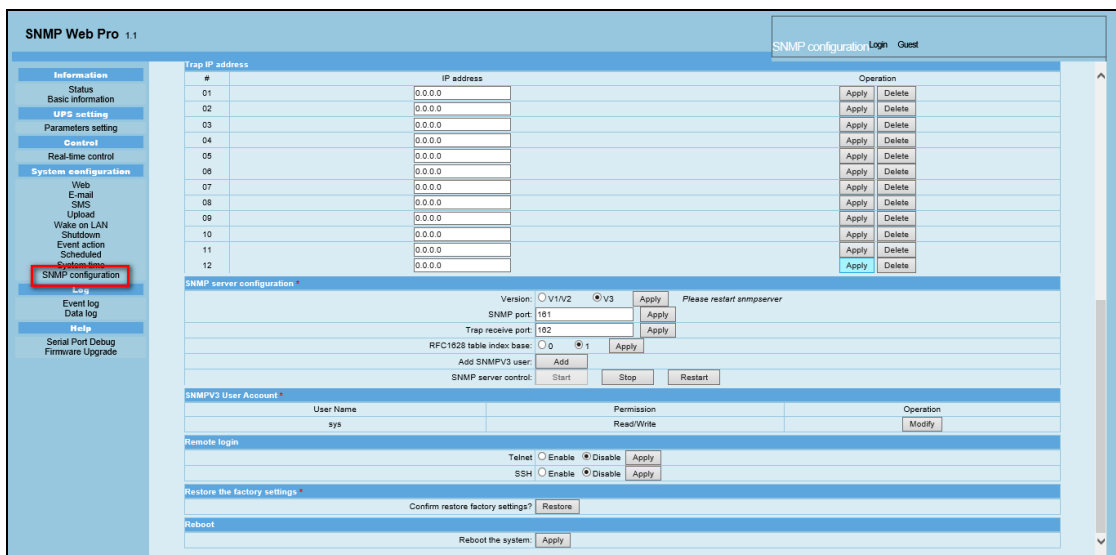 SNMP Web Pro 1.1
SNMP configuration Login Guest
Information
Status
Basic information
UPS setting
Parameters setting
Control
Real-time control
System configuration
Web
E-mail
SMS
Upload
Wake on LAN
Shutdown
Event action
Scheduled
System time
SNMP configuration
Log
Event log
Data log
Help
Serial Port Debug
Firmware Upgrade
Trap IP address
# IP address Operation
01 0.0.0.0 Apply Delete
02 0.0.0.0 Apply Delete
03 0.0.0.0 Apply Delete
04 0.0.0.0 Apply Delete
05 0.0.0.0 Apply Delete
06 0.0.0.0 Apply Delete
07 0.0.0.0 Apply Delete
08 0.0.0.0 Apply Delete
09 0.0.0.0 Apply Delete
10 0.0.0.0 Apply Delete
11 0.0.0.0 Apply Delete
12 0.0.0.0 Apply Delete
SNMP server configuration *
Version: V1/V2 V3 Apply Please restart snmpserver
SNMP port: 161 Apply
Trap receive port: 162 Apply
RFC1628 table index base: 0 1 Apply
Add SNMPV3 user: Add
SNMP server control: Start Stop Restart
SNMPV3 User Account *
User Name Permission Operation
sys Read/Write Modify
Remote login
Telnet Enable Disable Apply
SSH Enable Disable Apply
Restore the factory settings *
Confirm restore factory settings? Restore
Reboot
Reboot the system: Apply